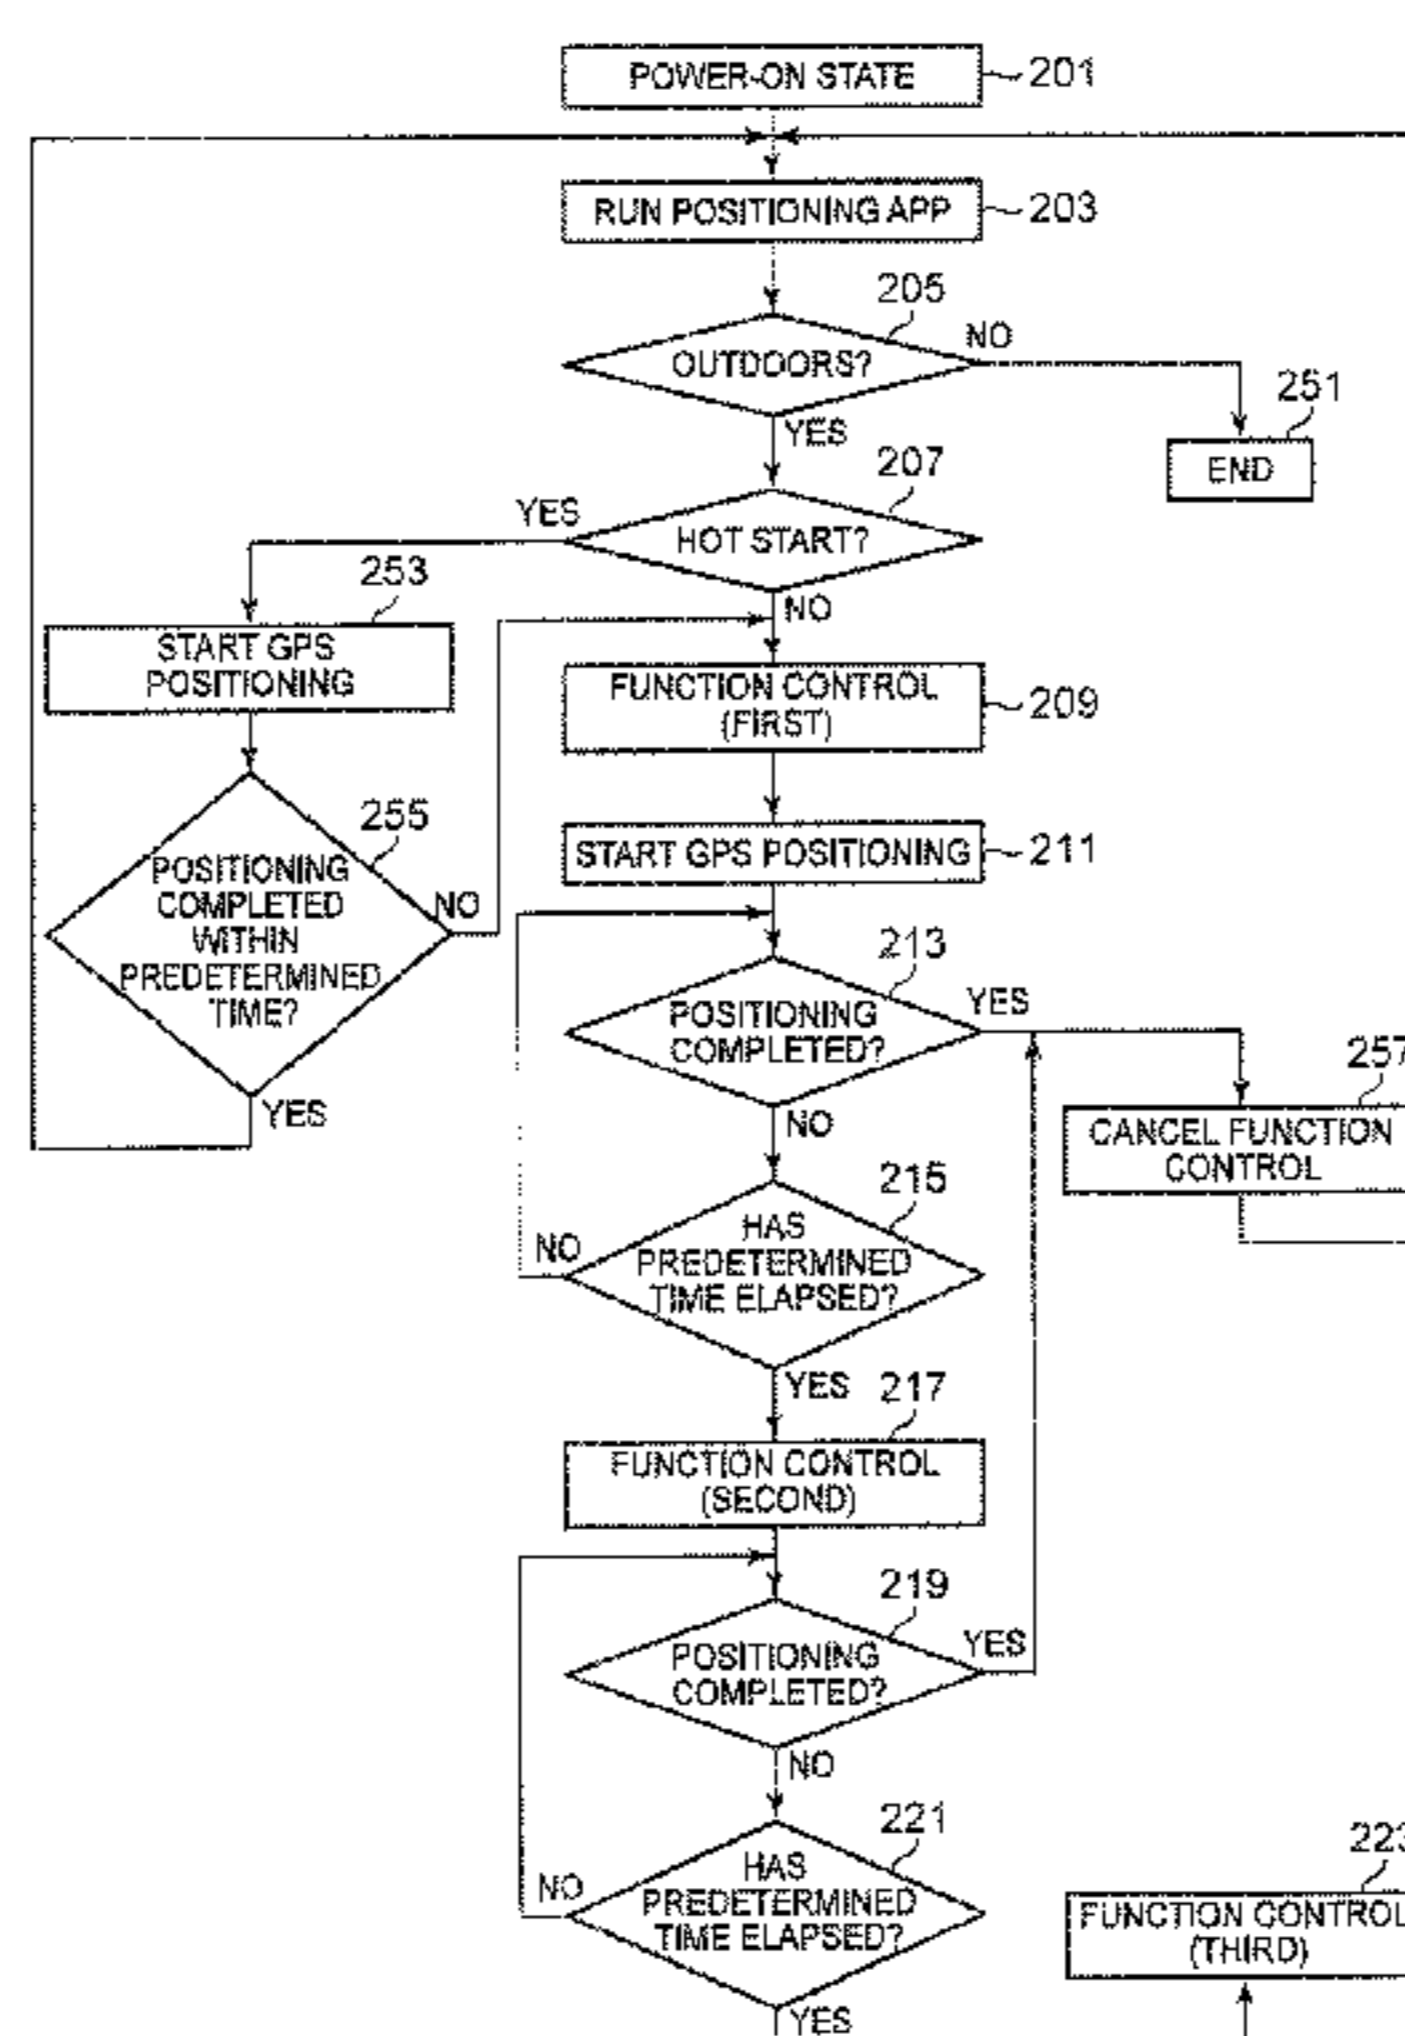 POWER-ON STATE
201
RUN POSITIONING APP
203
205
OUTDOORS?
NO
YES
251
END
207
YES
HOT START?
NO
253
START GPS
POSITIONING
FUNCTION CONTROL
(FIRST)
209
255
POSITIONING
COMPLETED
WITHIN
PREDETERMINED
TIME?
NO
YES
START GPS POSITIONING
211
213
POSITIONING
COMPLETED?
YES
NO
257
CANCEL FUNCTION
CONTROL
215
HAS
PREDETERMINED
TIME ELAPSED?
NO
YES
217
FUNCTION CONTROL
(SECOND)
219
POSITIONING
COMPLETED?
YES
NO
221
HAS
PREDETERMINED
TIME ELAPSED?
NO
YES
223
FUNCTION CONTROL
(THIRD)